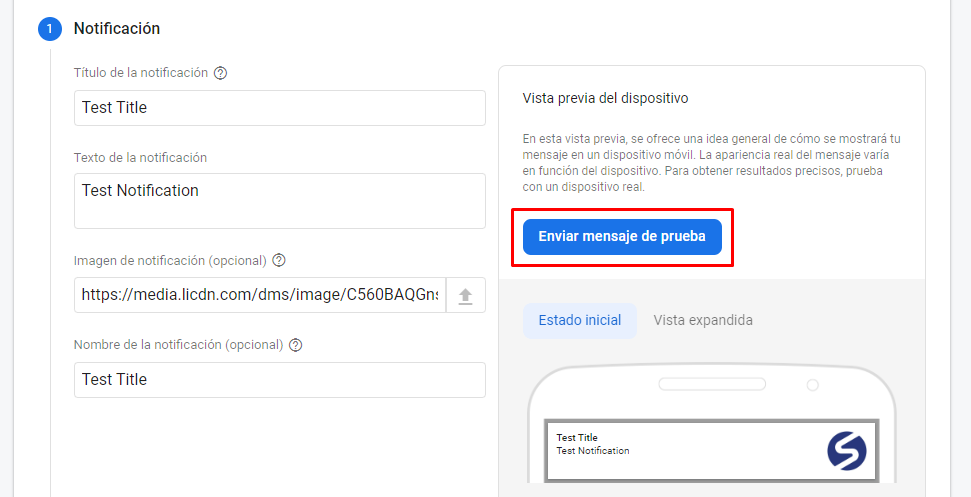 1 Notificación
Título de la notificación ?
Test Title
Texto de la notificación
Test Notification
Imagen de notificación (opcional) ?
https://media.licdn.com/dms/image/C560BAQGns
Nombre de la notificación (opcional) ?
Test Title
Vista previa del dispositivo
En esta vista previa, se ofrece una idea general de cómo se mostrará tu
mensaje en un dispositivo móvil. La apariencia real del mensaje varía
en función del dispositivo. Para obtener resultados precisos, prueba
con un dispositivo real.
Enviar mensaje de prueba
Estado inicial Vista expandida
Test Title
Test Notification